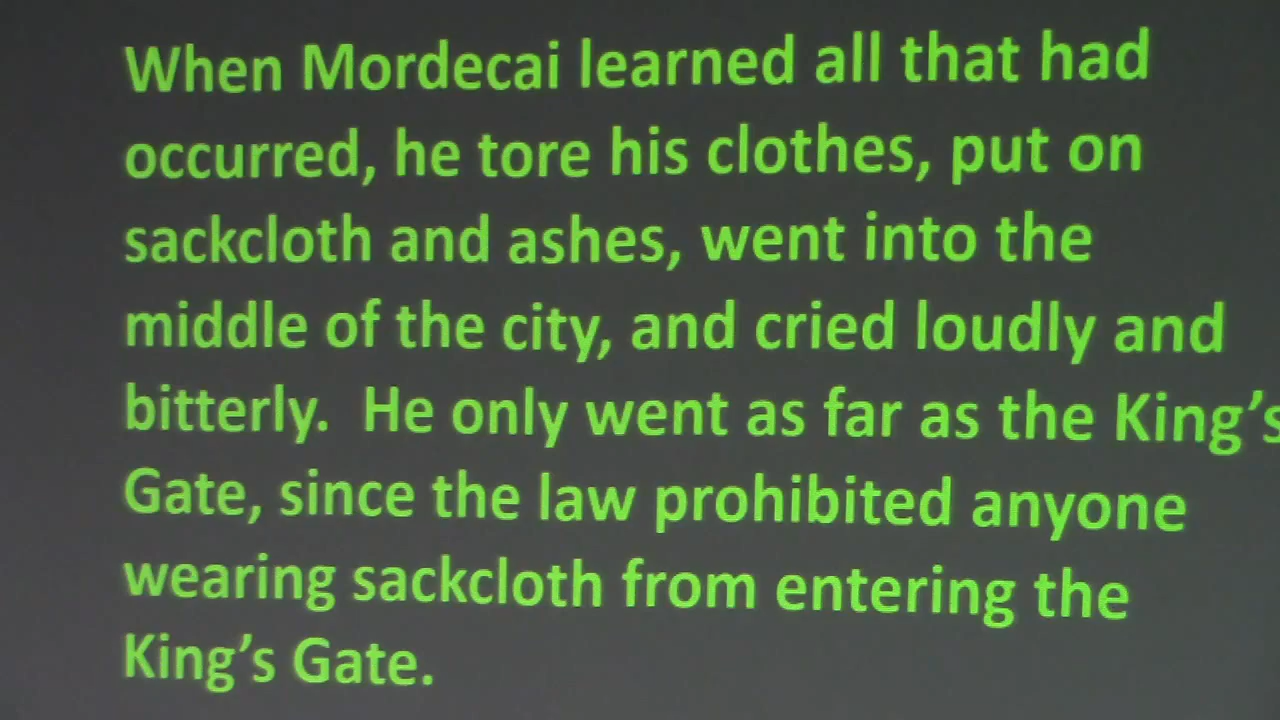 When Mordecai learned all that had
occurred, he tore his clothes, put on
sackcloth and ashes, went into the
middle of the city, and cried loudly and
bitterly.  He only went as far as the King’s
Gate, since the law prohibited anyone
wearing sackcloth from entering the
King’s Gate.